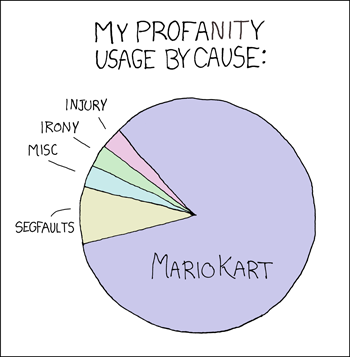 MY PROFANITY
USAGE BY CAUSE:
INJURY
IRONY
MISC
SEGFAULTS
MARIOKART